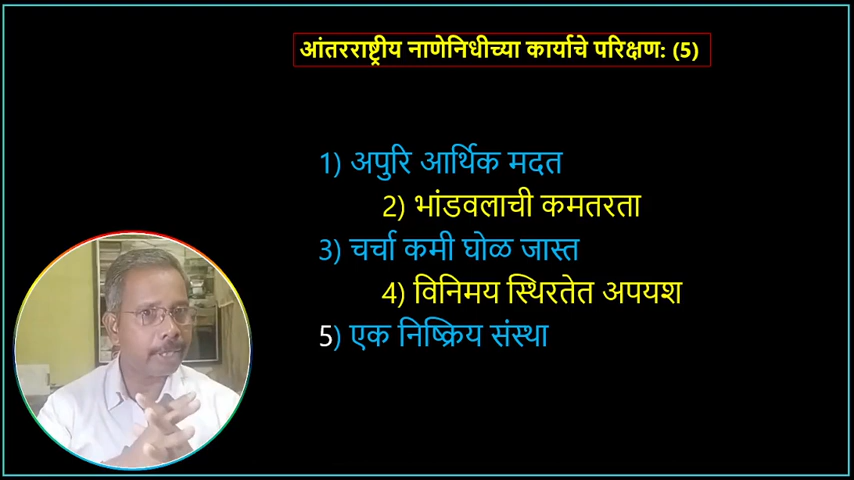 आंतरराष्ट्रीय नाणेनिधीच्या कार्याचे परिक्षण: (5)
1) अपुरि आर्थिक मदत
2) भांडवलाची कमतरता
3) चर्चा कमी घोळ जास्त
4) विनिमय स्थिरतेत अपयश
5) एक निष्क्रिय संस्था